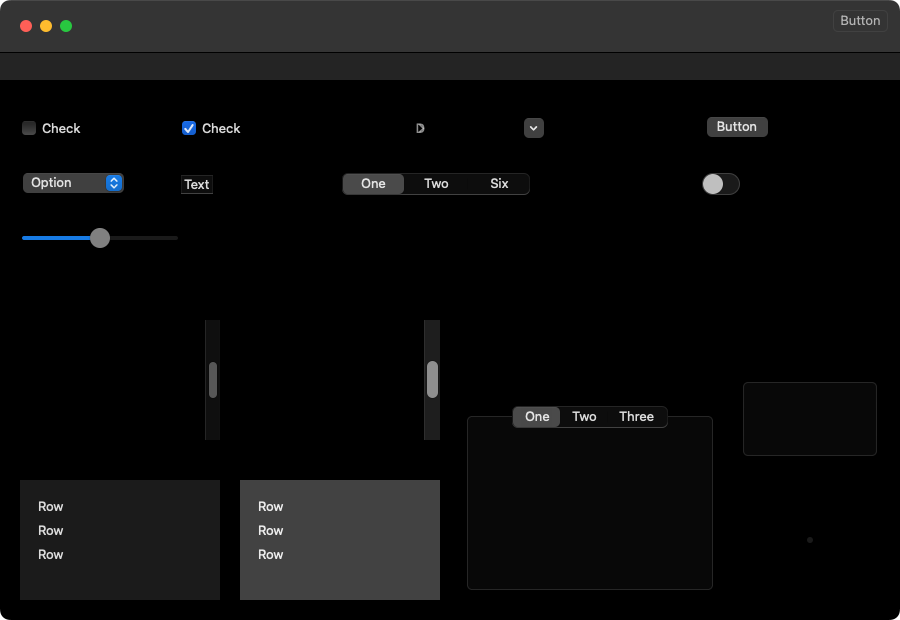 Button
Check
Check
D
Button
Option
Text
One Two Six
One Two Three
Row
Row
Row
Row
Row
Row